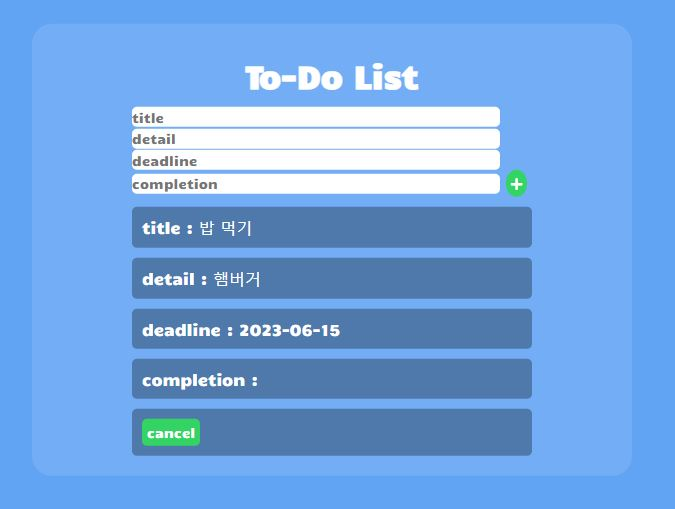 To-Do List
title
detail
deadline
completion
+
title : 밥 먹기
detail : 햄버거
deadline : 2023-06-15
completion :
cancel